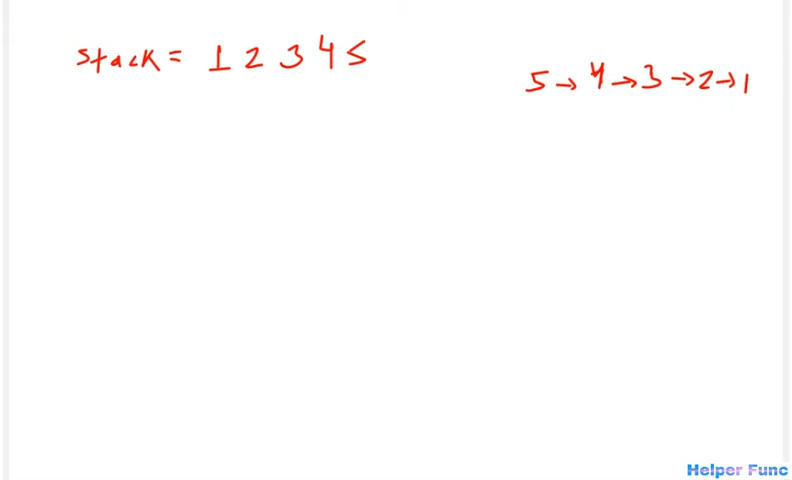 Stack = 1 2 3 4 5
5 → 4 → 3 → 2 → 1
Helper Func